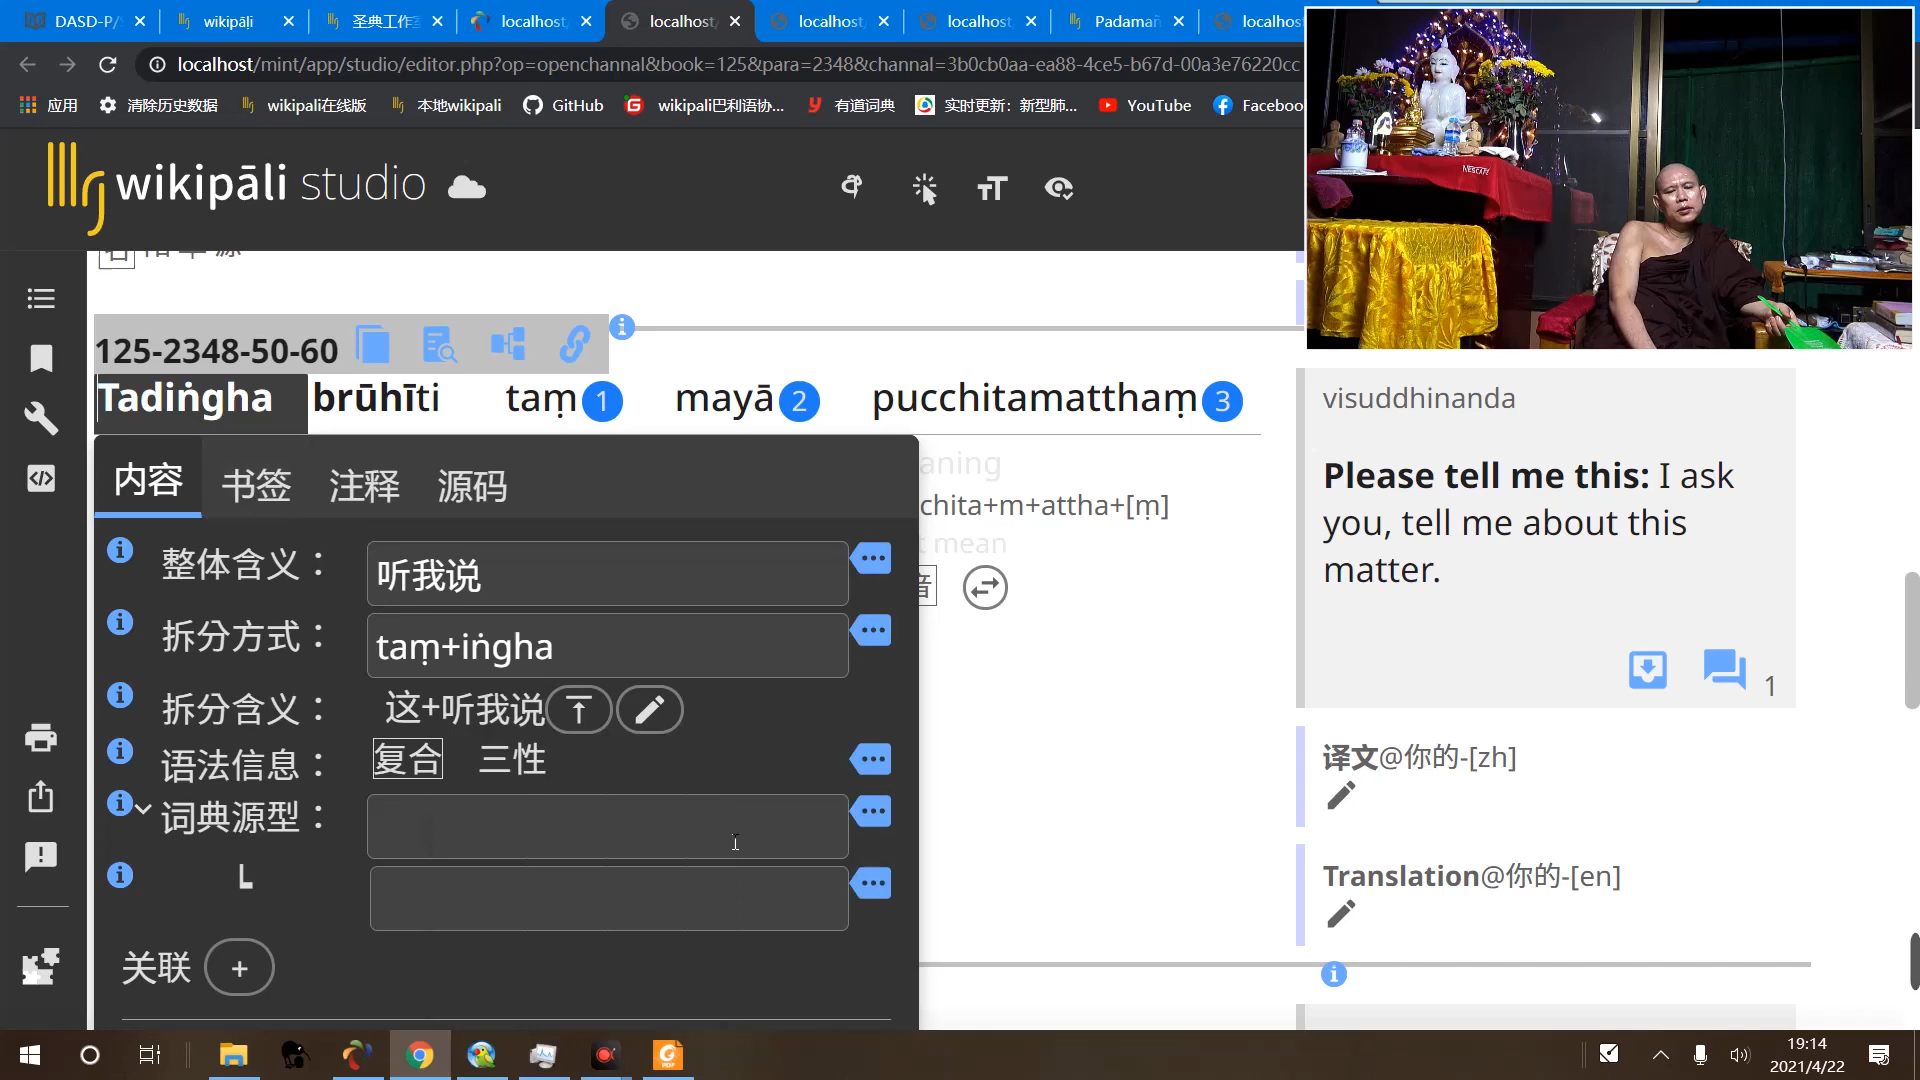 DASD-P/
wikipāli
圣典工作
localhost
localhost
localhost
localhost
Padamañ
localhos
localhost/mint/app/studio/editor.php?op=openchannal&book=125&para=2348&channal=3b0cb0aa-ea88-4ce5-b67d-00a3e76220cc
应用
清除历史数据
wikipali在线版
本地wikipali
GitHub
wikipali巴利语协...
有道词典
实时更新：新型肺...
YouTube
Faceboo
NESCAFÉ
wikipāli studio
125-2348-50-60
Tadiṅgha brūhīti taṃ 1 mayā 2 pucchitamatthaṃ 3
内容 书签 注释 源码
aning
chita+m+attha+[ṃ]
t mean
音
整体含义：
听我说
拆分方式：
taṃ+iṅgha
拆分含义：
这+听我说
语法信息：
复合 三性
词典源型：
┗
关联 +
visuddhinanda
Please tell me this: I ask
you, tell me about this
matter.
1
译文@你的-[zh]
Translation@你的-[en]
19:14
2021/4/22